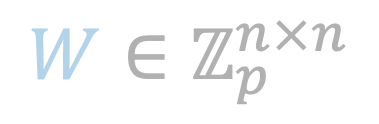 W ∈ ℤ_p^{n×n}